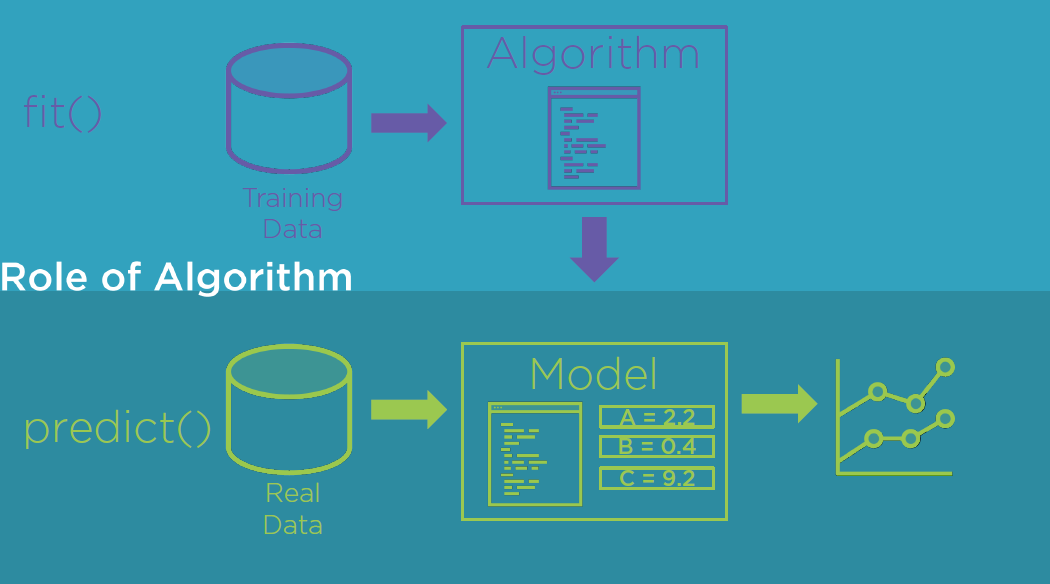 fit()
Training
Data
Algorithm
Role of Algorithm
predict()
Real
Data
Model
A = 2.2
B = 0.4
C = 9.2